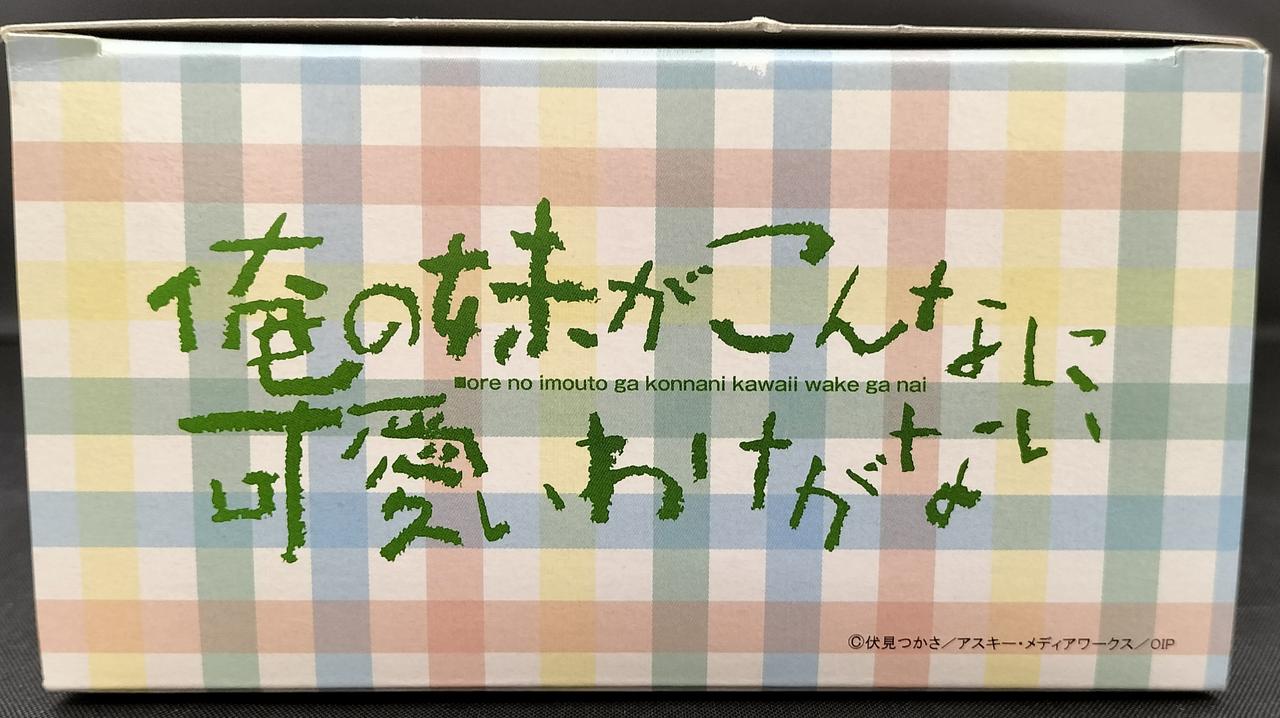 俺の妹がこんなに
■ore no imouto ga konnani kawaii wake ga nai
可愛いわけがない
©伏見つかさ／アスキー・メディアワークス／OIP